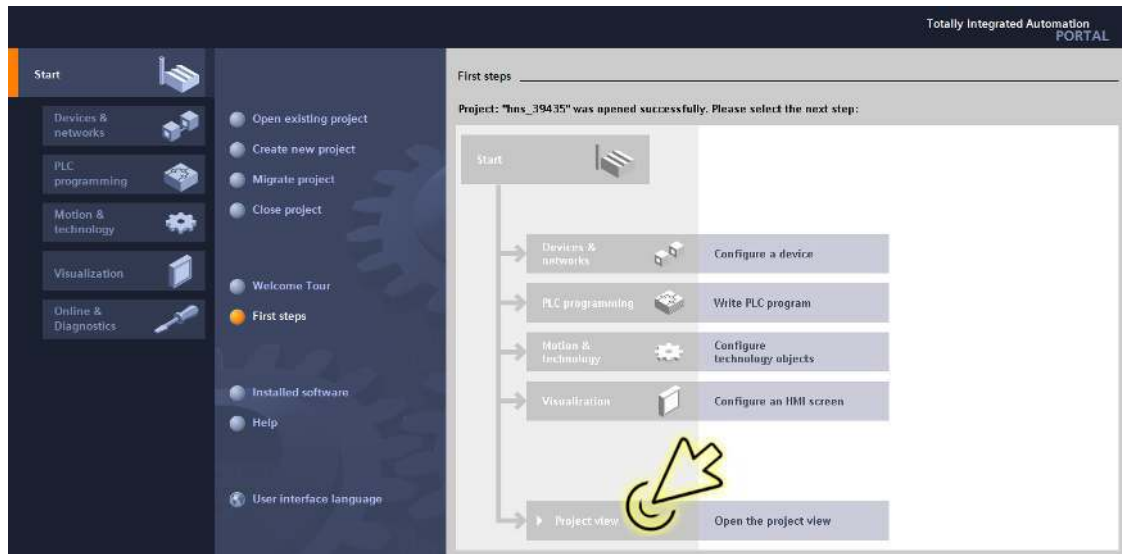 Totally Integrated Automation
PORTAL
Start
Devices &
networks
PLC
programming
Motion &
technology
Visualization
Online &
Diagnostics
Open existing project
Create new project
Migrate project
Close project
Welcome Tour
First steps
Installed software
Help
User interface language
First steps
Project: "hns_39435" was opened successfully. Please select the next step:
Start
Devices &
networks
Configure a device
PLC programming
Write PLC program
Motion &
technology
Configure
technology objects
Visualization
Configure an HMI screen
Project view
Open the project view